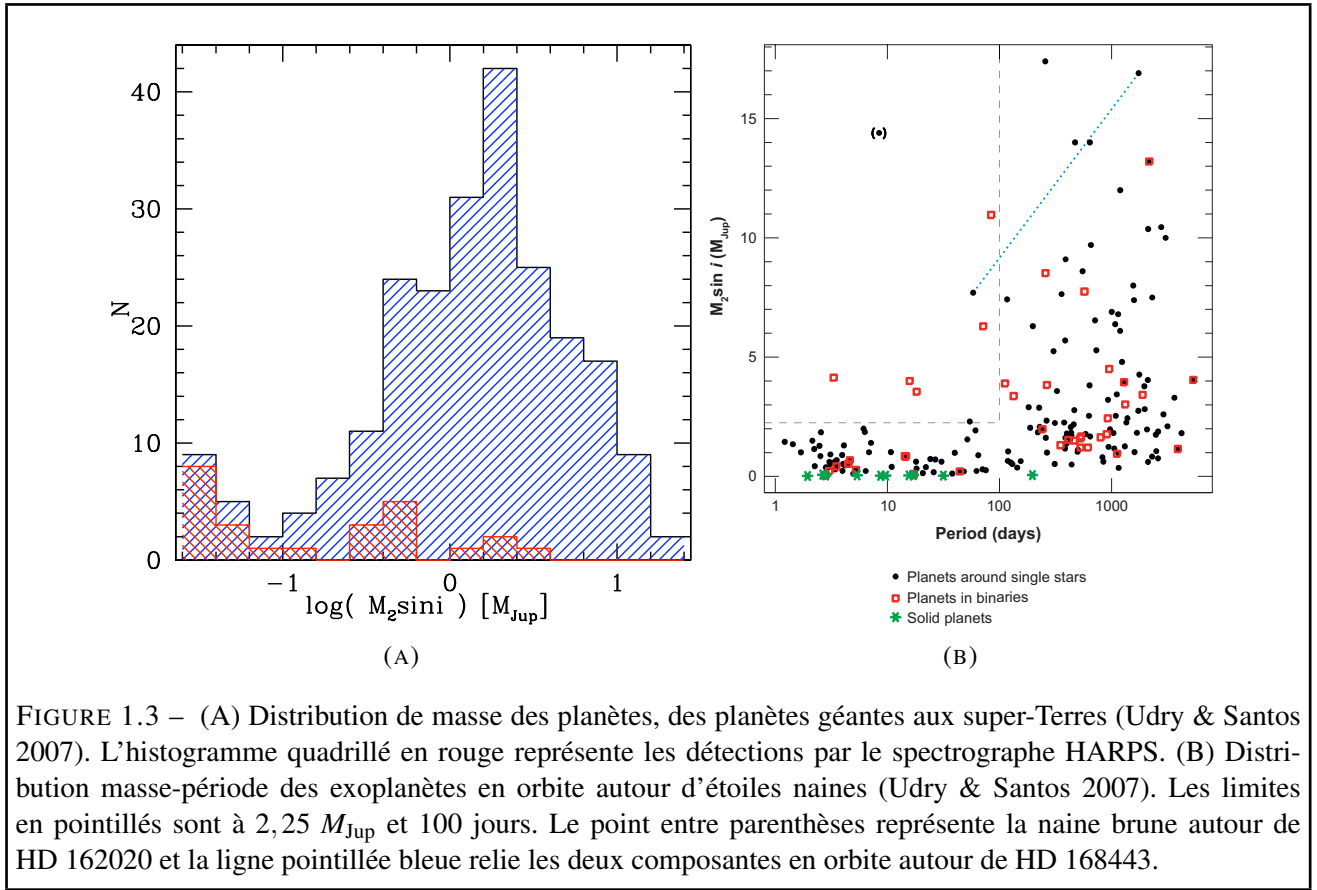 40
30
20
10
0
N
−1
0
1
log( M₂sini ) [M_Jup]
(A)
15
10
5
0
M₂sin i (M_Jup)
( )
1
10
100
1000
Period (days)
Planets around single stars
Planets in binaries
Solid planets
(B)
FIGURE 1.3 – (A) Distribution de masse des planètes, des planètes géantes aux super-Terres (Udry & Santos
2007). L'histogramme quadrillé en rouge représente les détections par le spectrographe HARPS. (B) Distri-
bution masse-période des exoplanètes en orbite autour d'étoiles naines (Udry & Santos 2007). Les limites
en pointillés sont à 2,25 M_Jup et 100 jours. Le point entre parenthèses représente la naine brune autour de
HD 162020 et la ligne pointillée bleue relie les deux composantes en orbite autour de HD 168443.